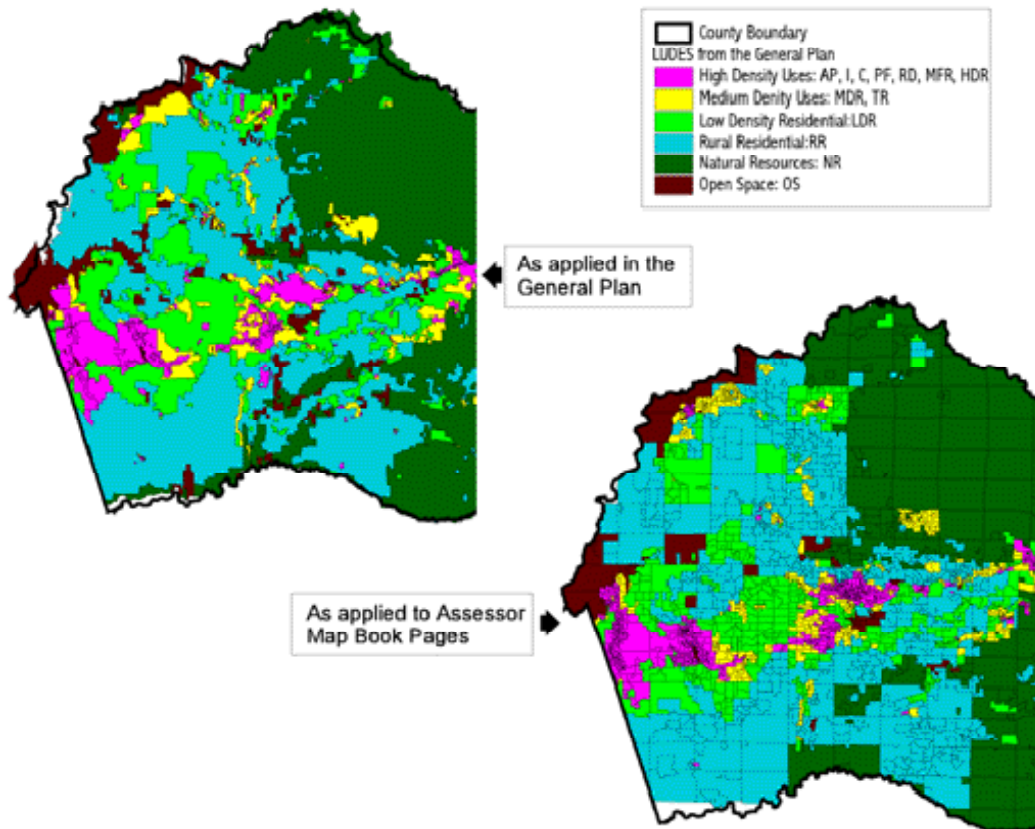 County Boundary
LUDES from the General Plan
High Density Uses: AP, I, C, PF, RD, MFR, HDR
Medium Denity Uses: MDR, TR
Low Density Residential:LDR
Rural Residential:RR
Natural Resources: NR
Open Space: OS
As applied in the
General Plan
As applied to Assessor
Map Book Pages